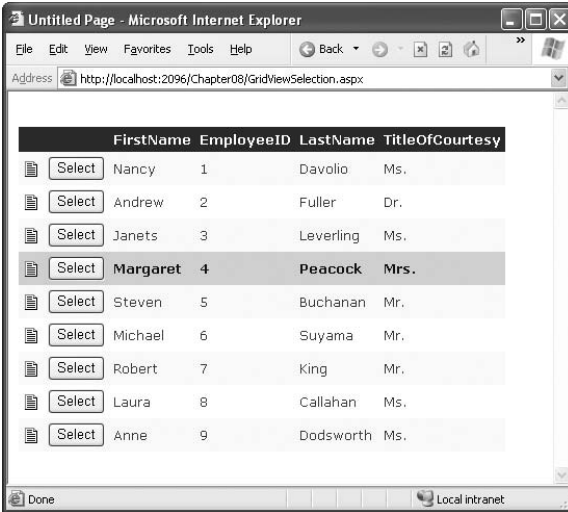 Untitled Page - Microsoft Internet Explorer
File Edit View Favorites Tools Help Back »
Address http://localhost:2096/Chapter08/GridViewSelection.aspx
FirstName EmployeeID LastName TitleOfCourtesy
Select Nancy 1 Davolio Ms.
Select Andrew 2 Fuller Dr.
Select Janets 3 Leverling Ms.
Select Margaret 4 Peacock Mrs.
Select Steven 5 Buchanan Mr.
Select Michael 6 Suyama Mr.
Select Robert 7 King Mr.
Select Laura 8 Callahan Ms.
Select Anne 9 Dodsworth Ms.
Done Local intranet